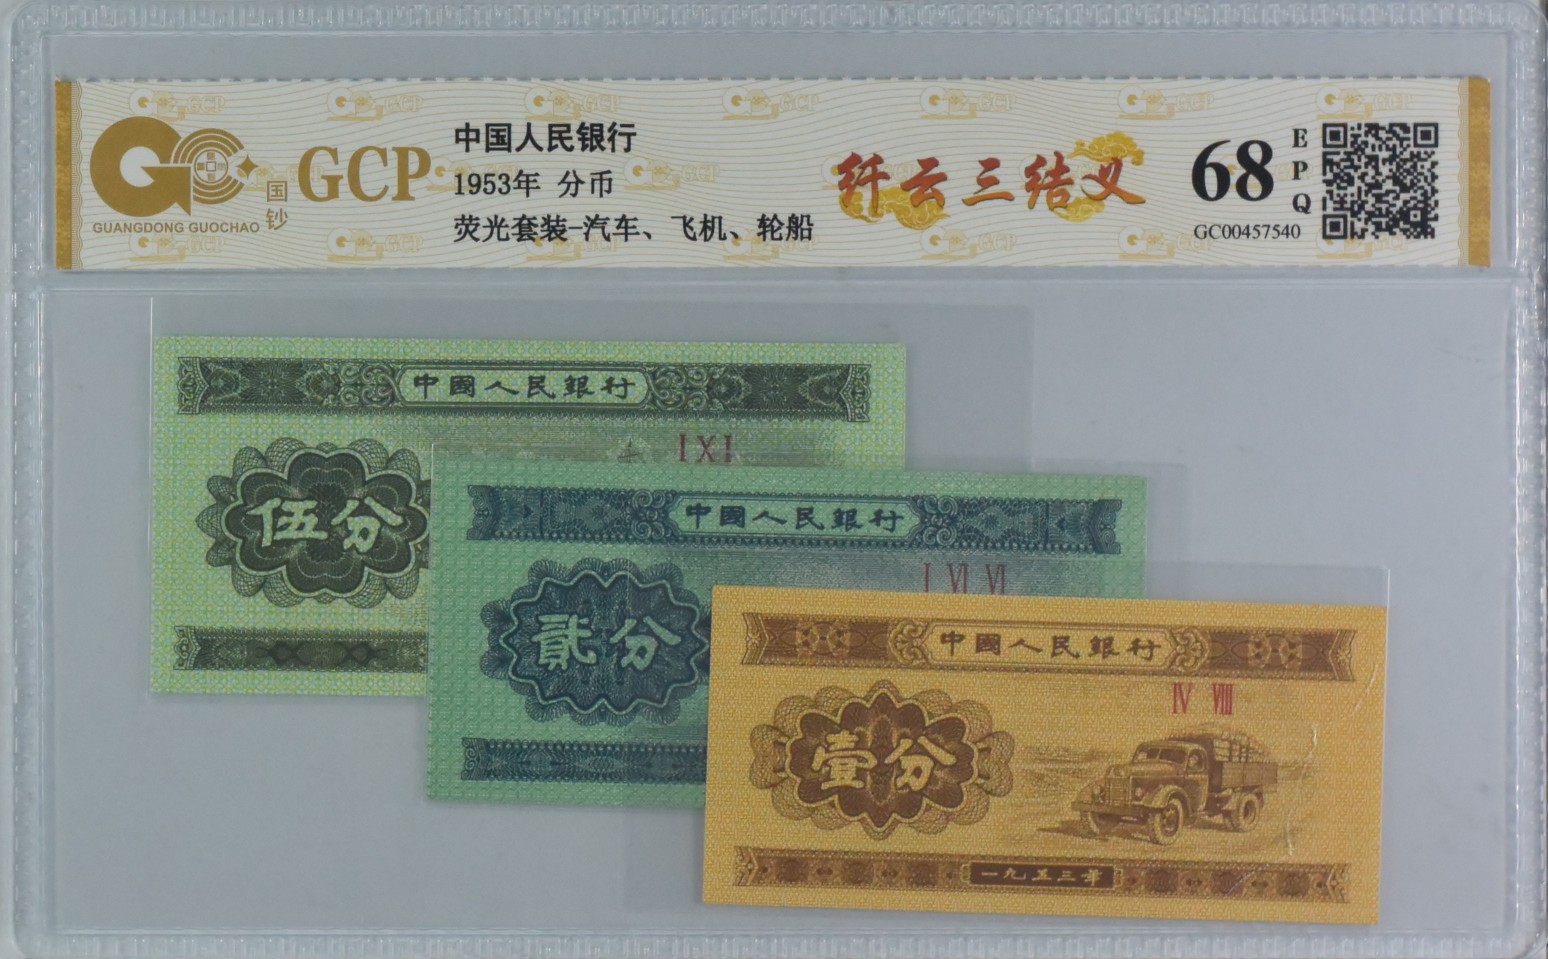 GUANGDONG GUOCHAO
国钞
GCP
中国人民银行
1953年 分币
荧光套装-汽车、飞机、轮船
纤云三结义
68
EPQ
GC00457540
中國人民銀行
I X I
伍分
中國人民銀行
I VI VI
貳分
中國人民銀行
IV VIII
壹分
一九五三年